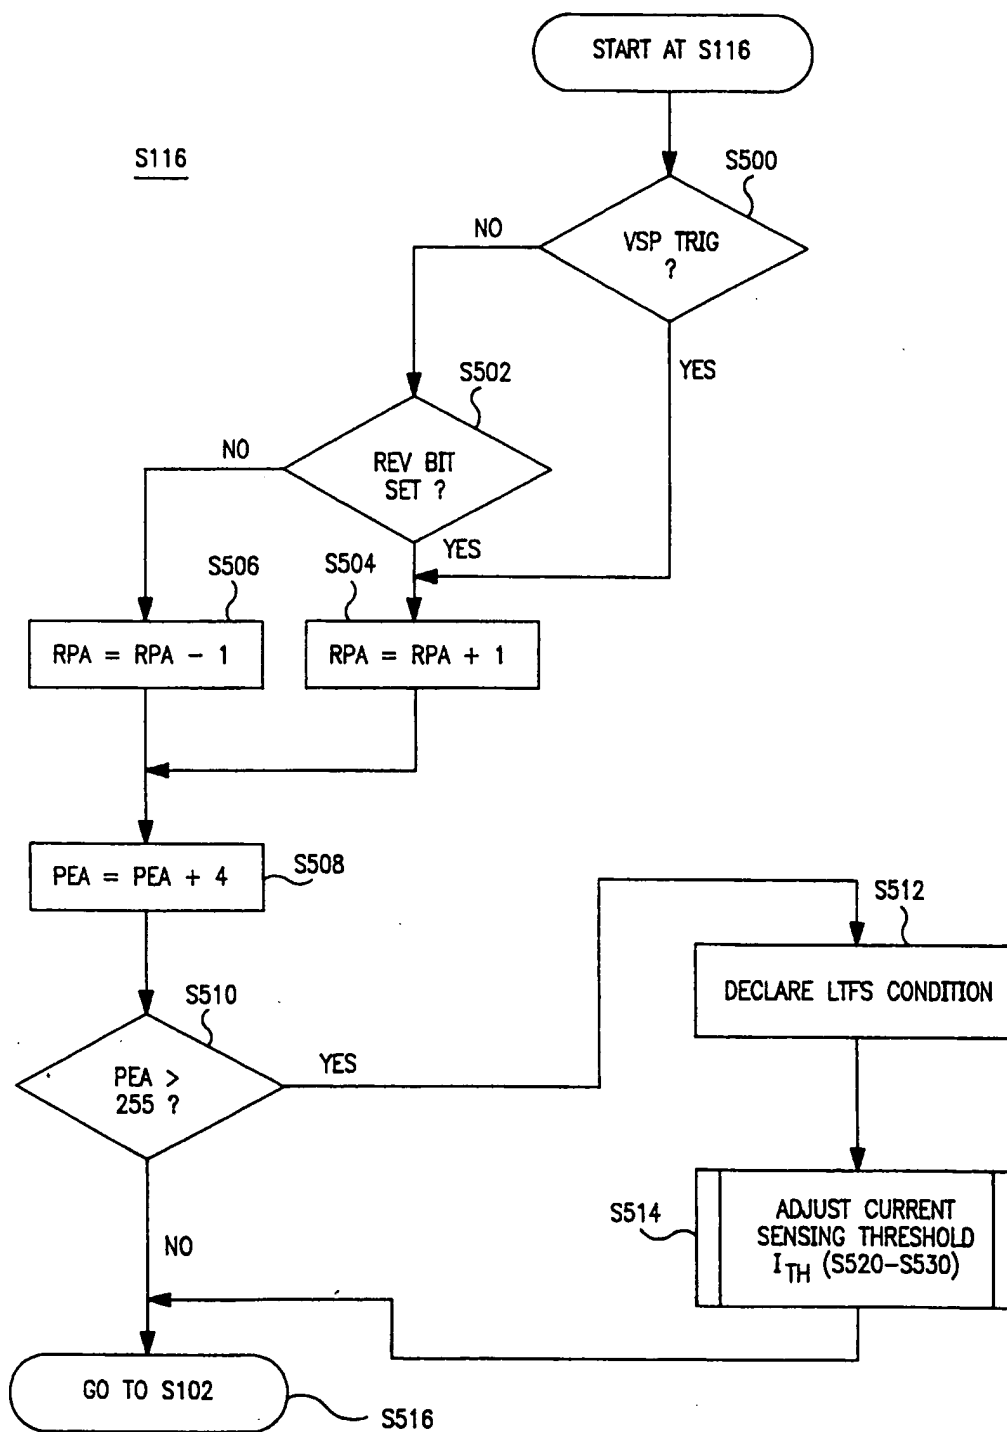 START AT S116
S116
S500
VSP TRIG
?
NO
YES
S502
REV BIT
SET ?
NO
YES
S506
S504
RPA = RPA - 1
RPA = RPA + 1
PEA = PEA + 4
S508
S512
DECLARE LTFS CONDITION
S510
PEA >
255 ?
YES
NO
S514
ADJUST CURRENT
SENSING THRESHOLD
ITH (S520-S530)
GO TO S102
S516